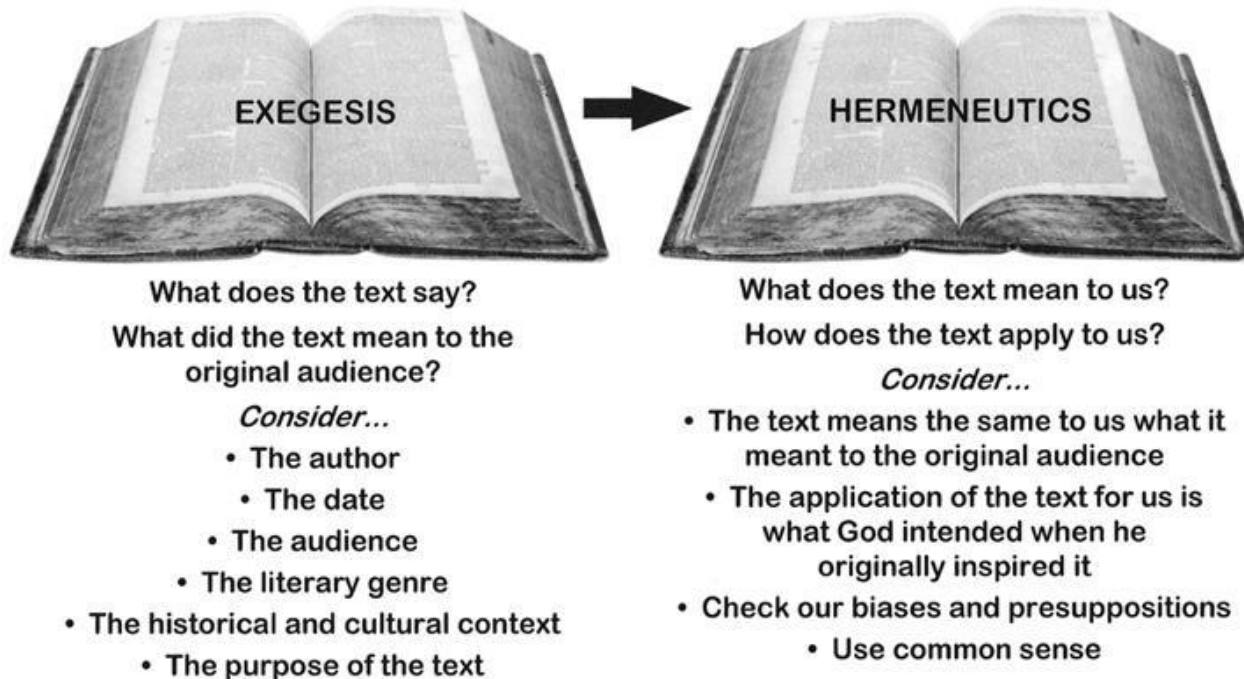 EXEGESIS
What does the text say?
What did the text mean to the
original audience?
Consider...
• The author
• The date
• The audience
• The literary genre
• The historical and cultural context
• The purpose of the text
HERMENEUTICS
What does the text mean to us?
How does the text apply to us?
Consider...
• The text means the same to us what it
meant to the original audience
• The application of the text for us is
what God intended when he
originally inspired it
• Check our biases and presuppositions
• Use common sense